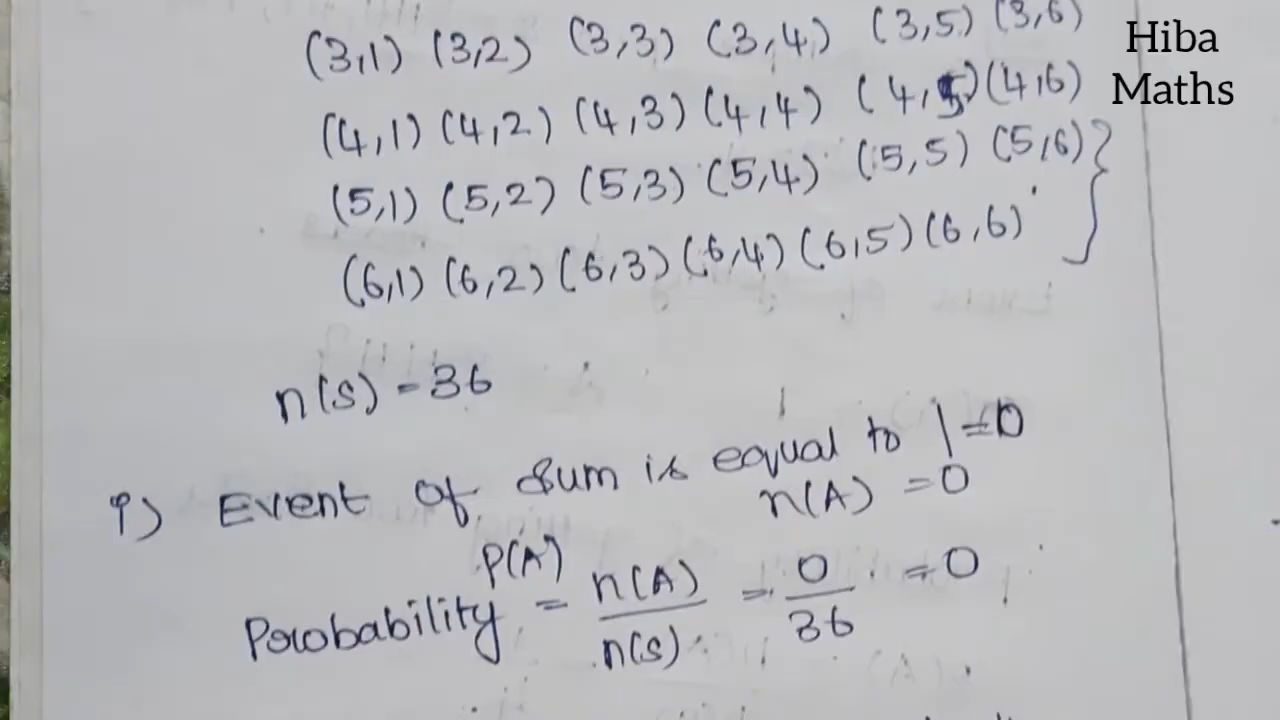 (3,1) (3,2) (3,3) (3,4) (3,5) (3,6)
(4,1) (4,2) (4,3) (4,4) (4,5) (4,6)
(5,1) (5,2) (5,3) (5,4) (5,5) (5,6) }
(6,1) (6,2) (6,3) (6,4) (6,5) (6,6)
Hiba
Maths
n(S) = 36
i) Event of sum is equal to 1 = 0
n(A) = 0
P(A)
Probability = n(A)/n(S) = 0/36 = 0